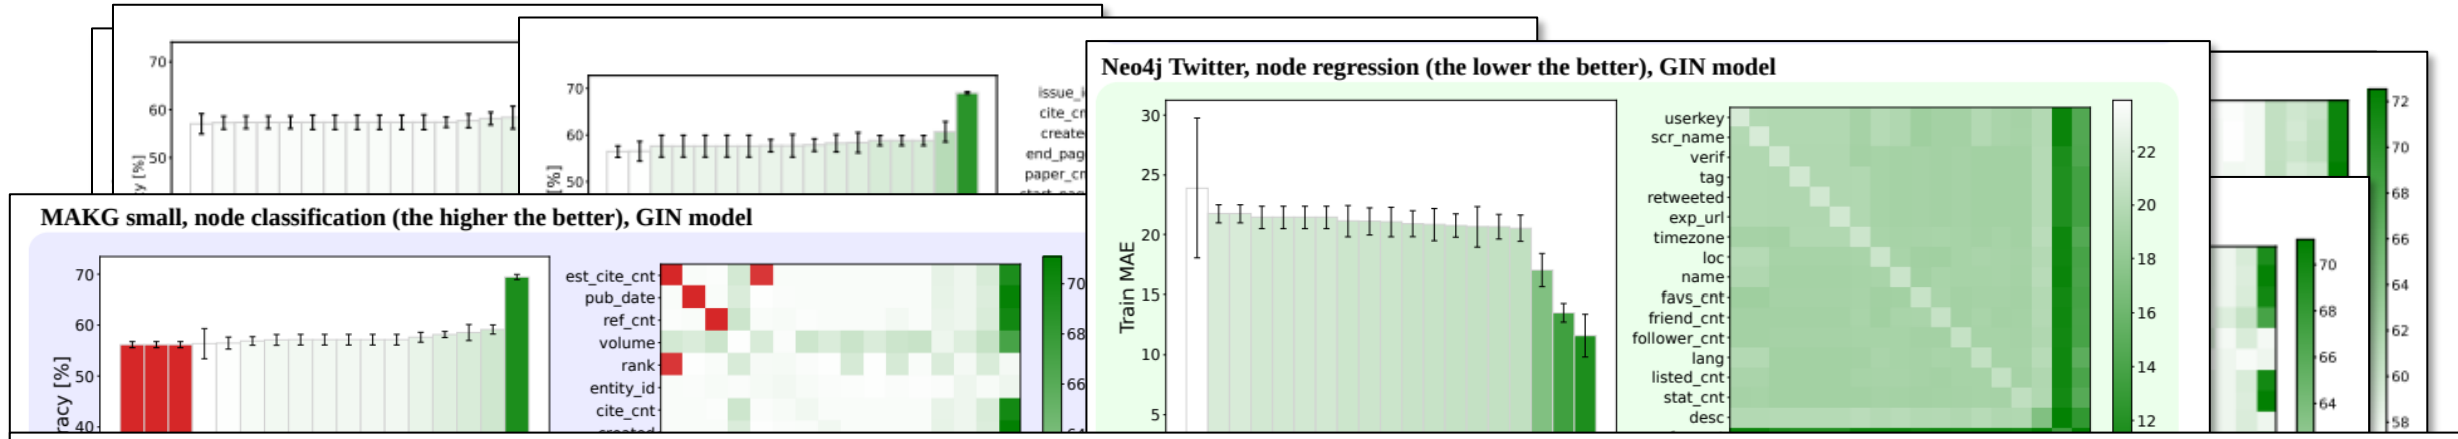 70
60
50
y [%]
70
60
50
[%]
issue_i
cite_cr
create
end_pag
paper_cr
Neo4j Twitter, node regression (the lower the better), GIN model
30
25
20
15
10
5
Train MAE
userkey
scr_name
verif
tag
retweeted
exp_url
timezone
loc
name
favs_cnt
friend_cnt
follower_cnt
lang
listed_cnt
stat_cnt
desc
22
20
18
16
14
12
72
70
68
66
64
62
60
58
70
68
66
64
MAKG small, node classification (the higher the better), GIN model
70
60
50
40
racy [%]
est_cite_cnt
pub_date
ref_cnt
volume
rank
entity_id
cite_cnt
70
68
66